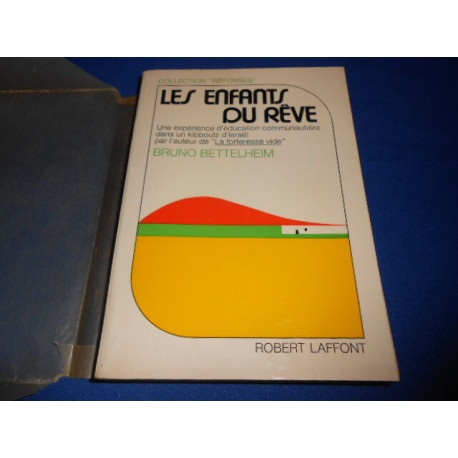 COLLECTION "RÉPONSES"
LES ENFANTS
DU RÊVE
Une expérience d'éducation communautaire
dans un kibboutz d'Israël
par l'auteur de "La forteresse vide"
BRUNO BETTELHEIM
ROBERT LAFFONT